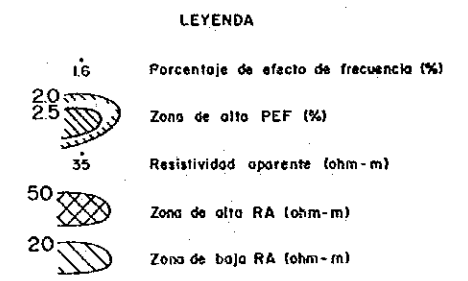 LEYENDA
1.6 Porcentaje de efecto de frecuencia (%)
2.0
2.5 Zona de alto PEF (%)
35 Resistividad aparente (ohm-m)
50 Zona de alta RA (ohm-m)
20 Zona de baja RA (ohm-m)